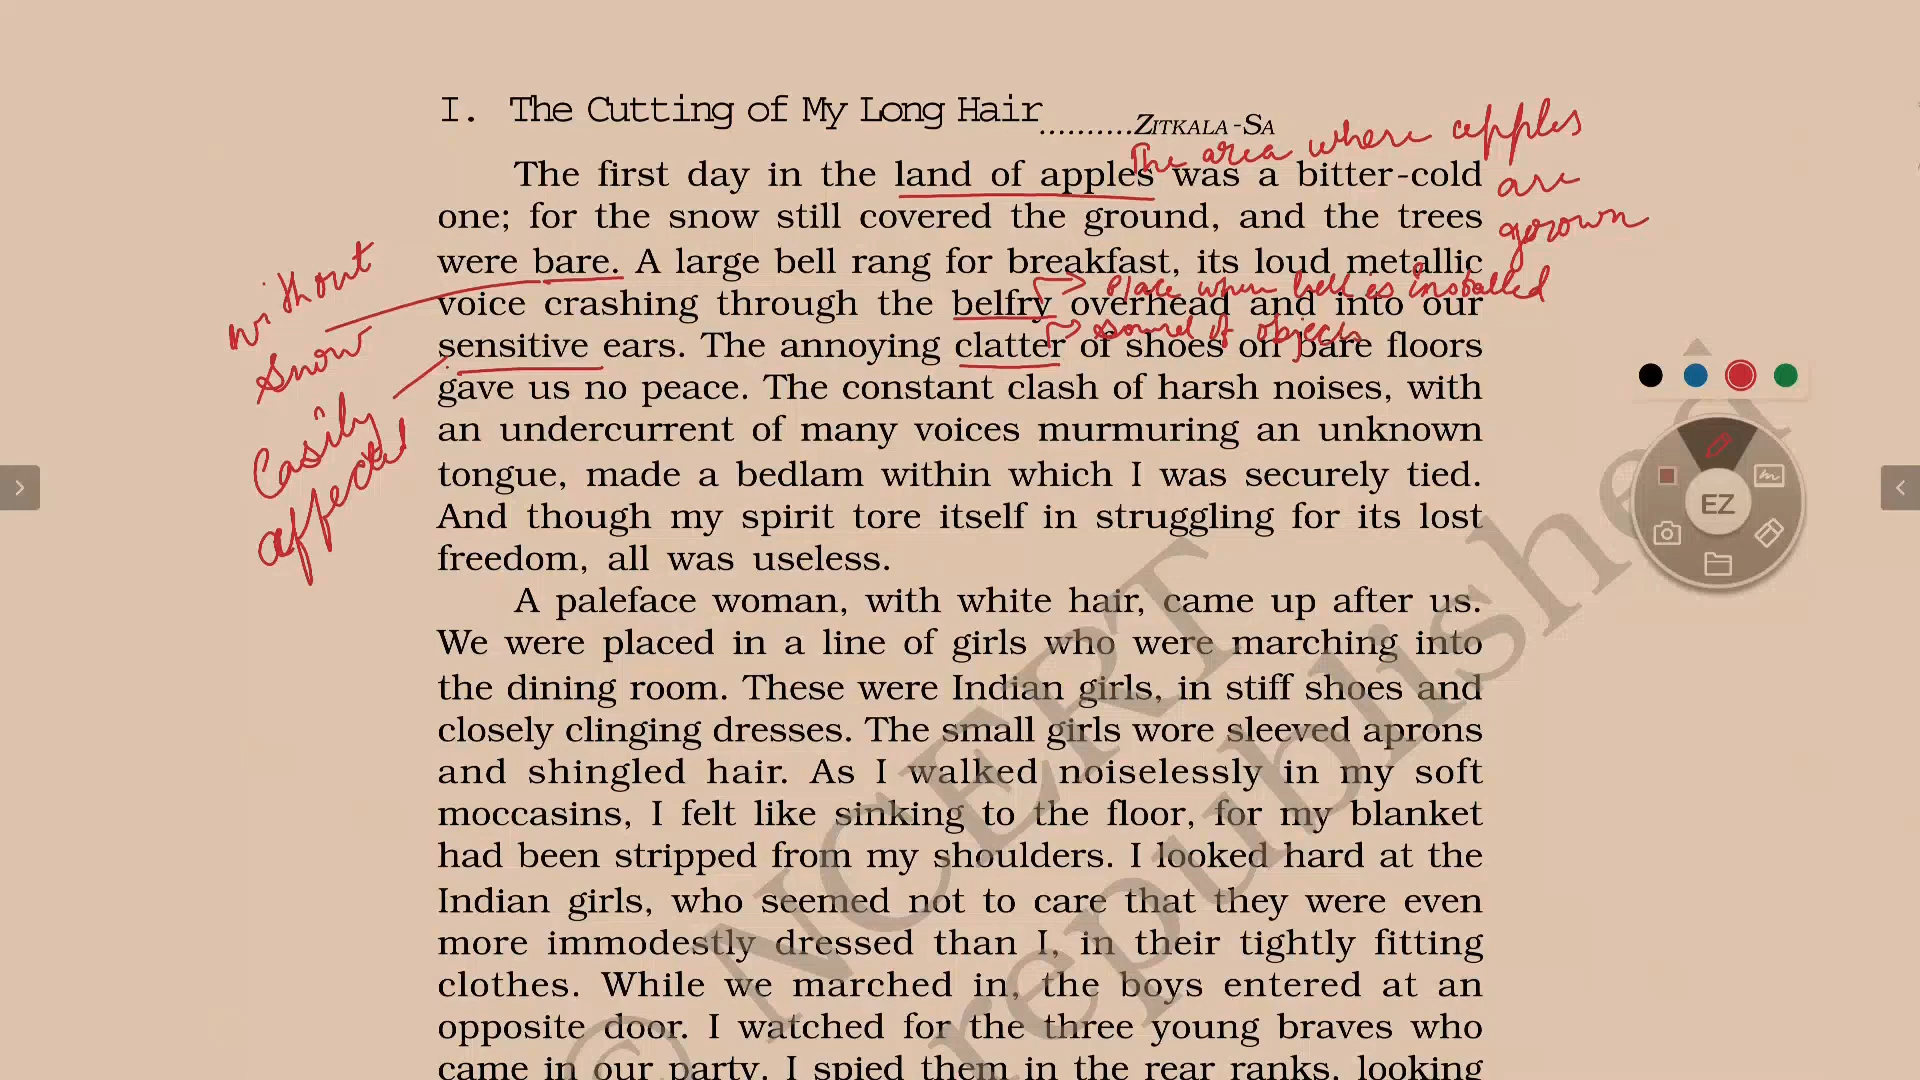 I. The Cutting of My Long Hair..........ZITKALA-SA
The area where apples
are
grown
The first day in the land of apples was a bitter-cold
one; for the snow still covered the ground, and the trees
were bare. A large bell rang for breakfast, its loud metallic
Place when bell is installed
voice crashing through the belfry overhead and into our
sound of objects
sensitive ears. The annoying clatter of shoes on bare floors
gave us no peace. The constant clash of harsh noises, with
an undercurrent of many voices murmuring an unknown
tongue, made a bedlam within which I was securely tied.
And though my spirit tore itself in struggling for its lost
freedom, all was useless.
without
snow
Easily
affected
A paleface woman, with white hair, came up after us.
We were placed in a line of girls who were marching into
the dining room. These were Indian girls, in stiff shoes and
closely clinging dresses. The small girls wore sleeved aprons
and shingled hair. As I walked noiselessly in my soft
moccasins, I felt like sinking to the floor, for my blanket
had been stripped from my shoulders. I looked hard at the
Indian girls, who seemed not to care that they were even
more immodestly dressed than I, in their tightly fitting
clothes. While we marched in, the boys entered at an
opposite door. I watched for the three young braves who
came in our party. I spied them in the rear ranks, looking
© NCERT
republished
EZ